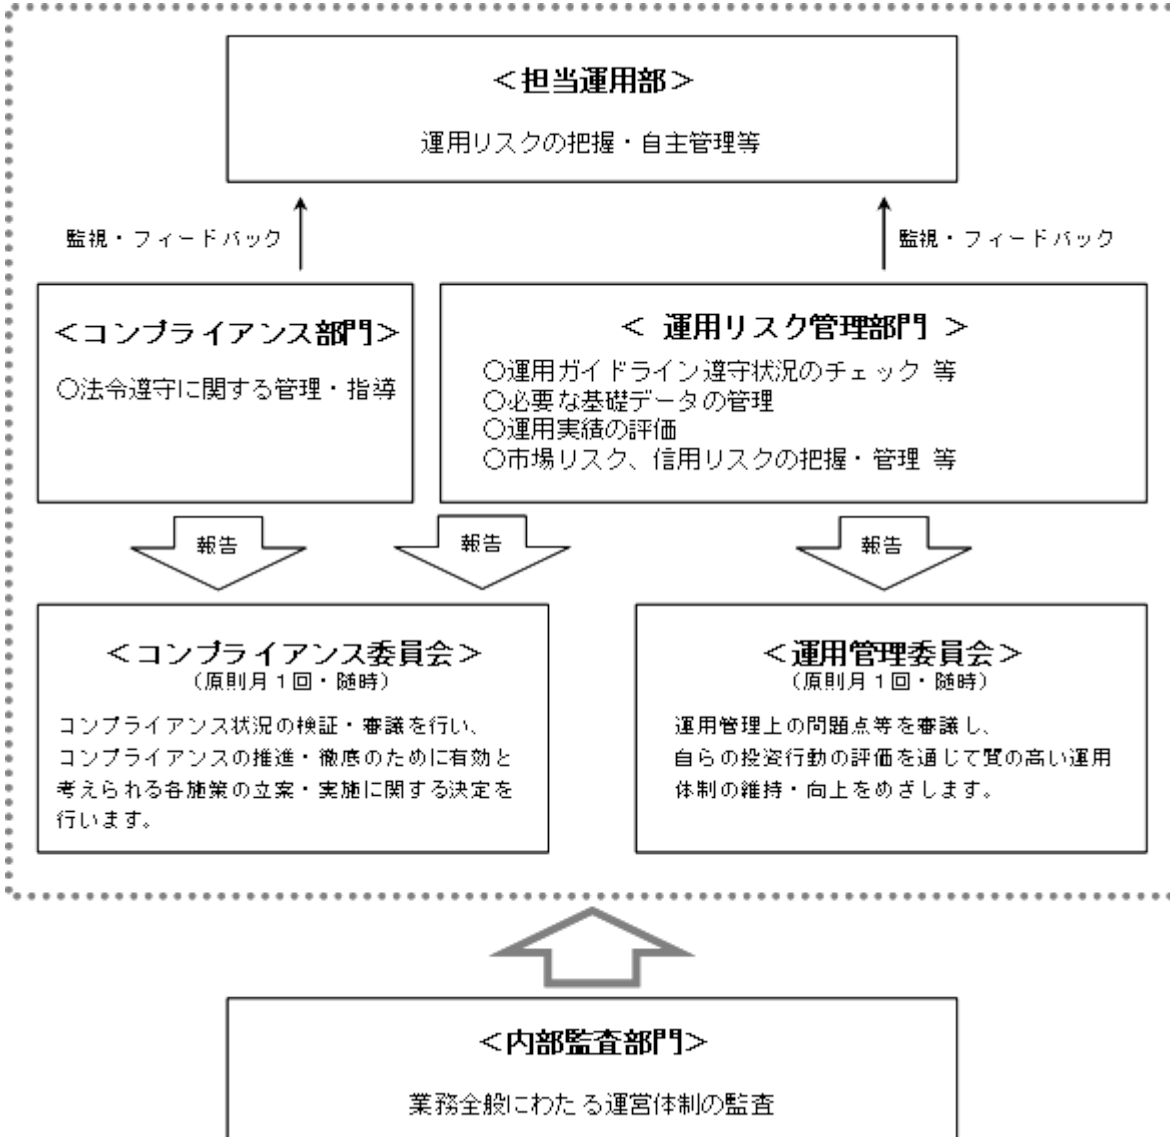 ＜担当運用部＞
運用リスクの把握・自主管理等
監視・フィードバック
監視・フィードバック
＜コンプライアンス部門＞
○法令遵守に関する管理・指導
＜ 運用リスク管理部門 ＞
○運用ガイドライン遵守状況のチェック 等
○必要な基礎データの管理
○運用実績の評価
○市場リスク、信用リスクの把握・管理 等
報告
報告
報告
＜コンプライアンス委員会＞
（原則月１回・随時）
コンプライアンス状況の検証・審議を行い、
コンプライアンスの推進・徹底のために有効と
考えられる各施策の立案・実施に関する決定を
行います。
＜運用管理委員会＞
（原則月１回・随時）
運用管理上の問題点等を審議し、
自らの投資行動の評価を通じて質の高い運用
体制の維持・向上をめざします。
＜内部監査部門＞
業務全般にわたる運営体制の監査